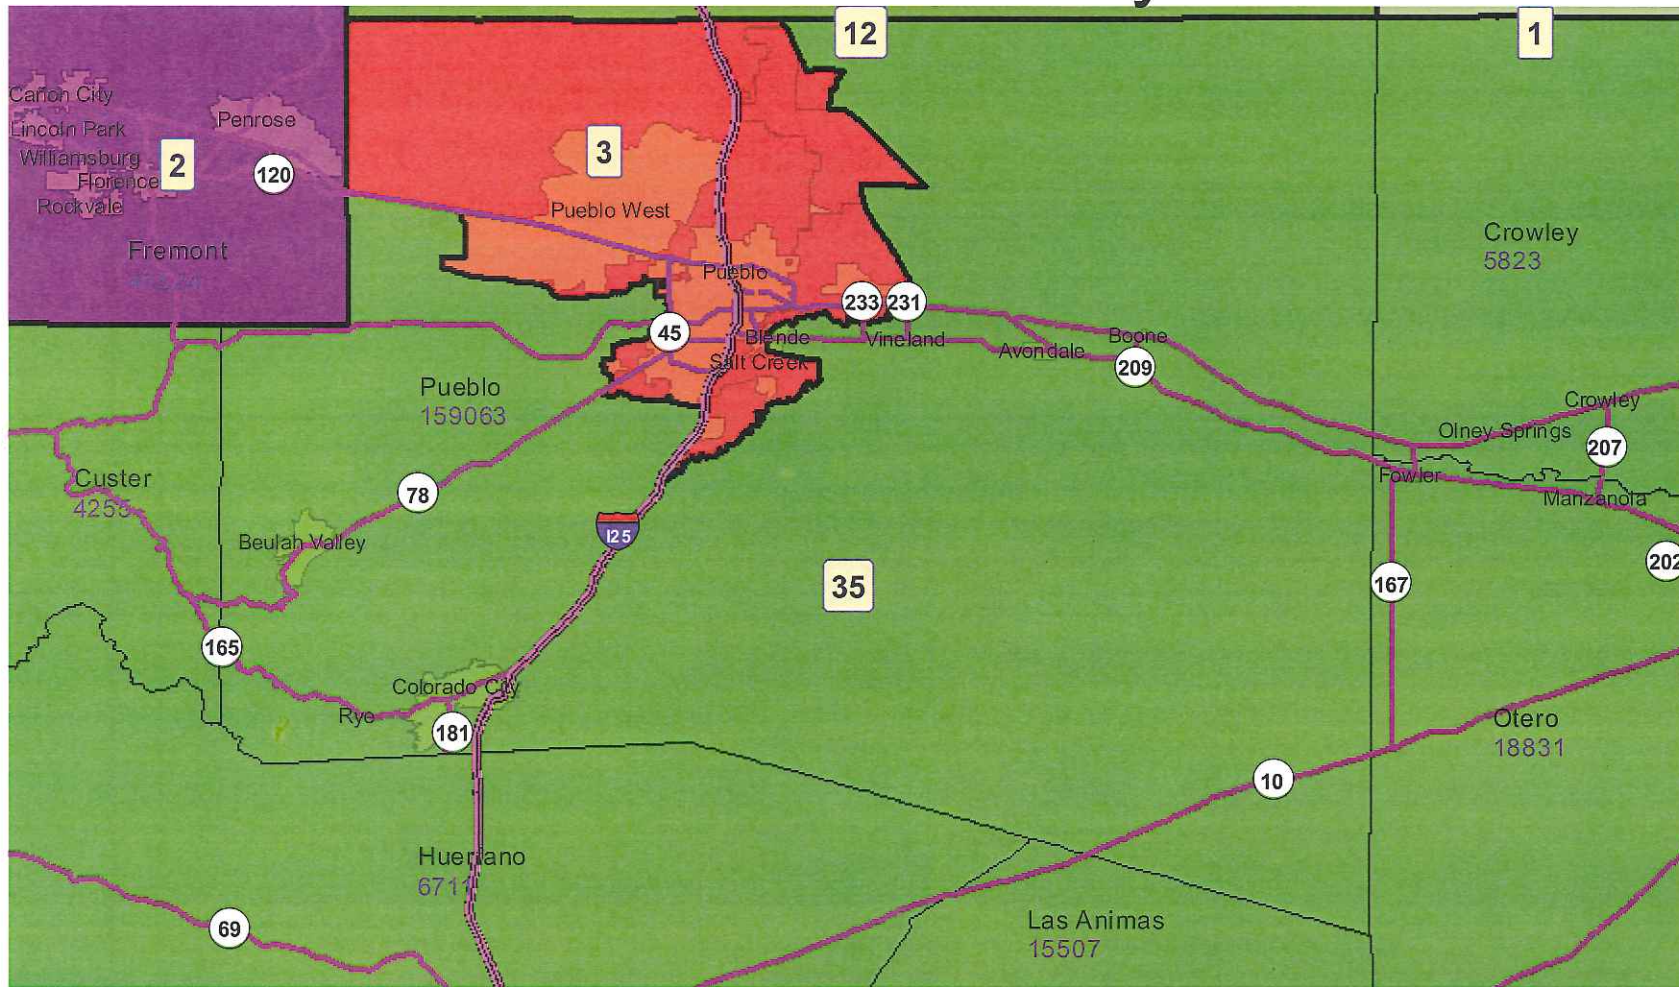 12
1
Canon City
Penrose
Lincoln Park
3
Williamsburg
2
Florence
120
Rockvale
Pueblo West
Fremont
Crowley
5823
Pueblo
233
231
45
Blende
Vineland
Boone
Avondale
Salt Creek
209
Pueblo
159063
Crowley
Olney Springs
207
Fowler
Custer
4255
78
Manzanola
I25
Beulah Valley
202
35
167
165
Colorado City
Rye
181
Otero
18831
10
Huerfano
6711
69
Las Animas
15507